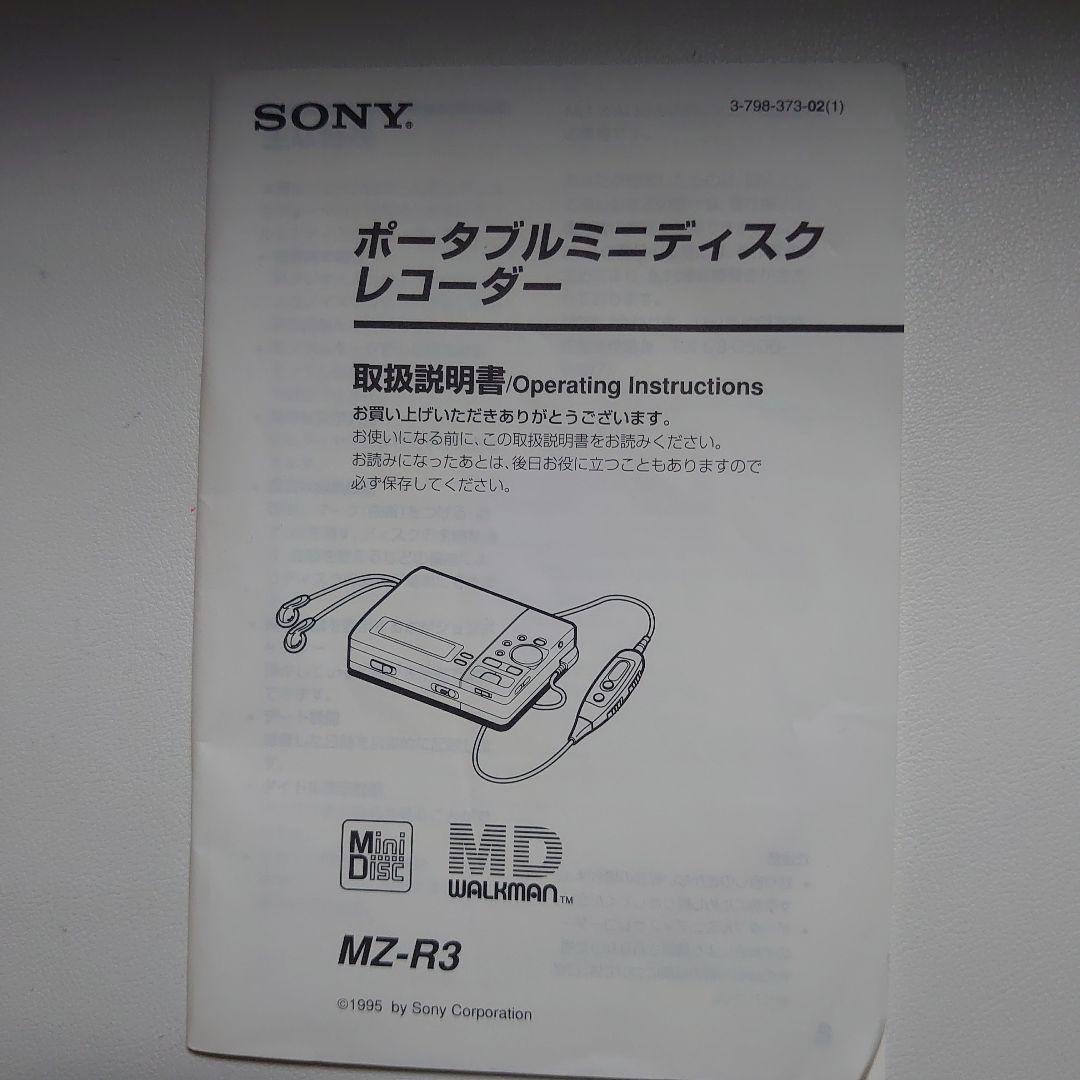 SONY®
3-798-373-02(1)
ポータブルミニディスク
レコーダー
取扱説明書/Operating Instructions
お買い上げいただきありがとうございます。
お使いになる前に、この取扱説明書をお読みください。
お読みになったあとは、後日お役に立つこともありますので
必ず保存してください。
Mini
Disc
MD
WALKMAN™
MZ-R3
©1995 by Sony Corporation